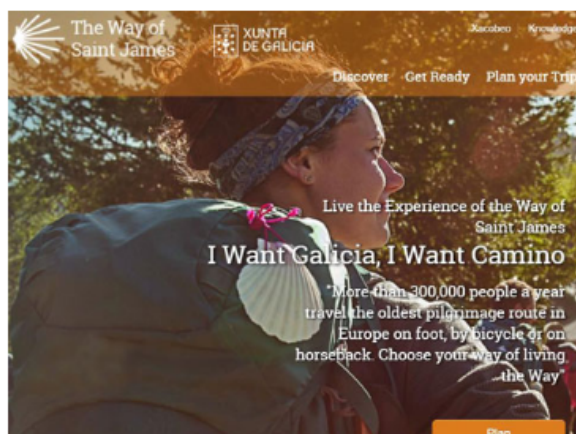 The Way of
Saint James
XUNTA
DE GALICIA
Xacobeo Knowledge
Discover Get Ready Plan your Trip
Live the Experience of the Way of
Saint James
I Want Galicia, I Want Camino
"More than 300,000 people a year
travel the oldest pilgrimage route in
Europe on foot, by bicycle or on
horseback. Choose your way of living
the Way"
Plan